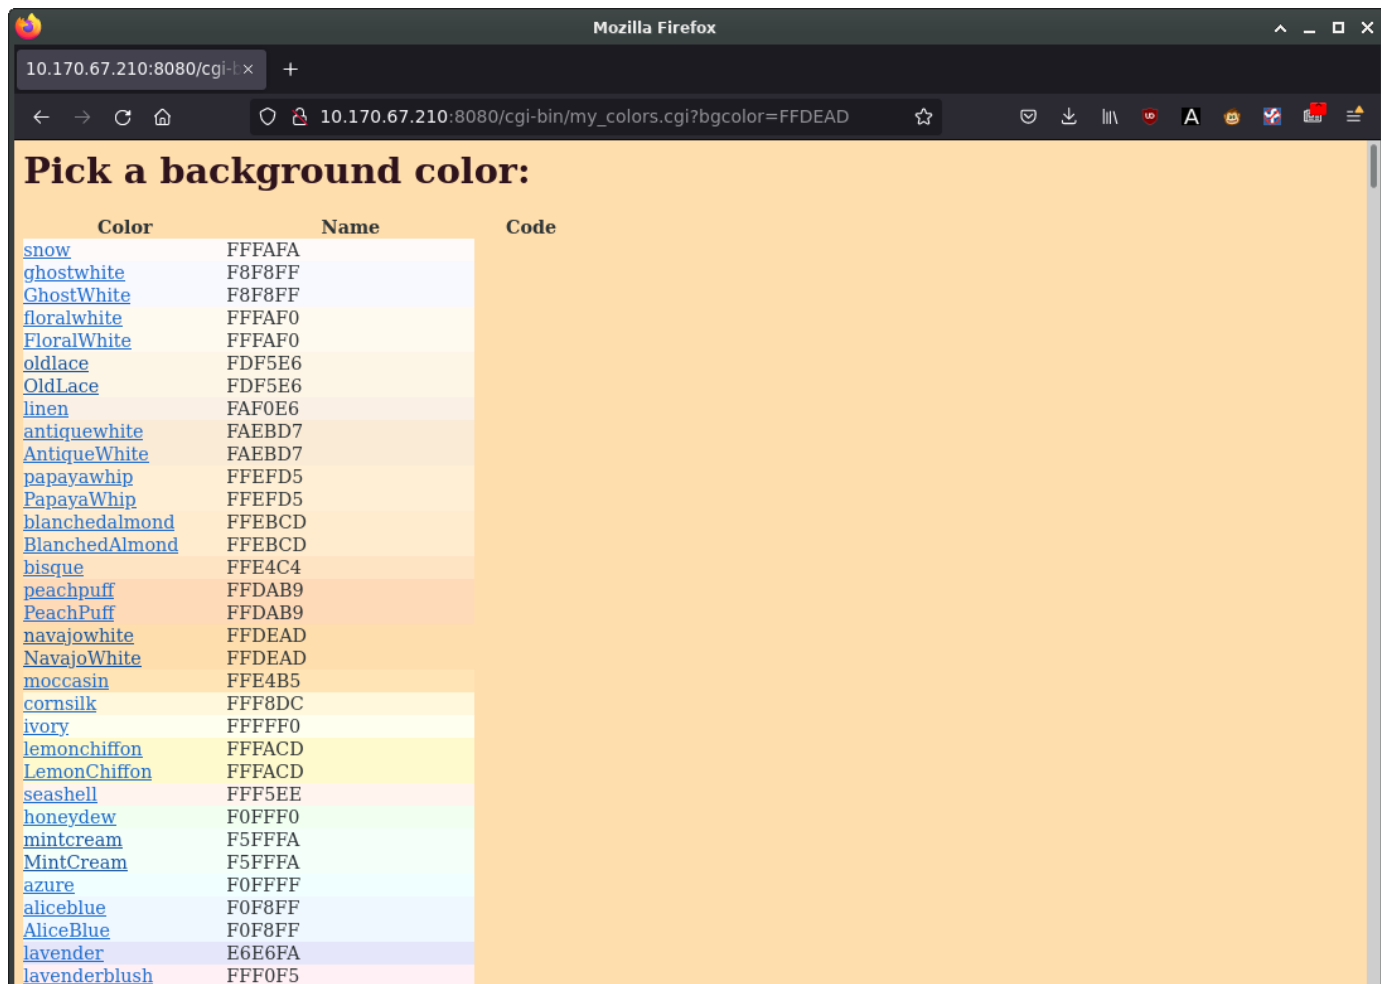 Mozilla Firefox
10.170.67.210:8080/cgi-b
10.170.67.210:8080/cgi-bin/my_colors.cgi?bgcolor=FFDEAD
Pick a background color:
Color Name Code
snow FFFAFA
ghostwhite F8F8FF
GhostWhite F8F8FF
floralwhite FFFAF0
FloralWhite FFFAF0
oldlace FDF5E6
OldLace FDF5E6
linen FAF0E6
antiquewhite FAEBD7
AntiqueWhite FAEBD7
papayawhip FFEFD5
PapayaWhip FFEFD5
blanchedalmond FFEBCD
BlanchedAlmond FFEBCD
bisque FFE4C4
peachpuff FFDAB9
PeachPuff FFDAB9
navajowhite FFDEAD
NavajoWhite FFDEAD
moccasin FFE4B5
cornsilk FFF8DC
ivory FFFFF0
lemonchiffon FFFACD
LemonChiffon FFFACD
seashell FFF5EE
honeydew F0FFF0
mintcream F5FFFA
MintCream F5FFFA
azure F0FFFF
aliceblue F0F8FF
AliceBlue F0F8FF
lavender E6E6FA
lavenderblush FFF0F5